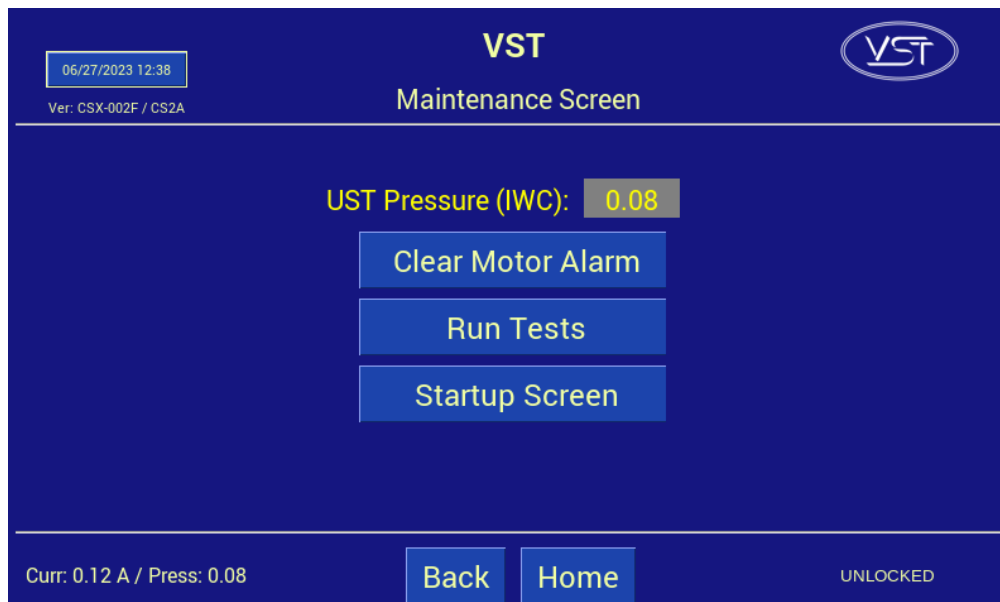 06/27/2023 12:38
Ver: CSX-002F / CS2A
VST
Maintenance Screen
VST
UST Pressure (IWC): 0.08
Clear Motor Alarm
Run Tests
Startup Screen
Curr: 0.12 A / Press: 0.08
Back
Home
UNLOCKED